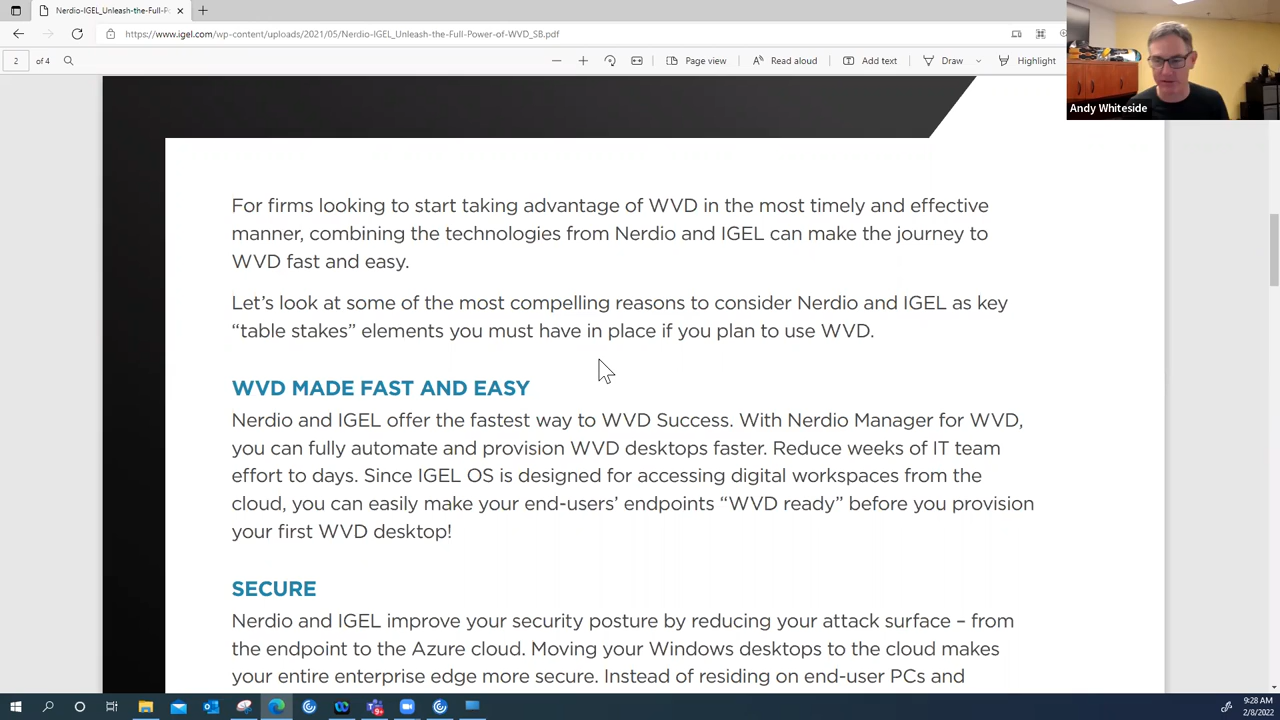 Nerdio-IGEL_Unleash-the-Full-Po
https://www.igel.com/wp-content/uploads/2021/05/Nerdio-IGEL_Unleash-the-Full-Power-of-WVD_SB.pdf
2 of 4
Page view
Read aloud
Add text
Draw
Highlight
Andy Whiteside
For firms looking to start taking advantage of WVD in the most timely and effective
manner, combining the technologies from Nerdio and IGEL can make the journey to
WVD fast and easy.
Let’s look at some of the most compelling reasons to consider Nerdio and IGEL as key
“table stakes” elements you must have in place if you plan to use WVD.
WVD MADE FAST AND EASY
Nerdio and IGEL offer the fastest way to WVD Success. With Nerdio Manager for WVD,
you can fully automate and provision WVD desktops faster. Reduce weeks of IT team
effort to days. Since IGEL OS is designed for accessing digital workspaces from the
cloud, you can easily make your end-users’ endpoints “WVD ready” before you provision
your first WVD desktop!
SECURE
Nerdio and IGEL improve your security posture by reducing your attack surface – from
the endpoint to the Azure cloud. Moving your Windows desktops to the cloud makes
your entire enterprise edge more secure. Instead of residing on end-user PCs and
9:28 AM
2/8/2022